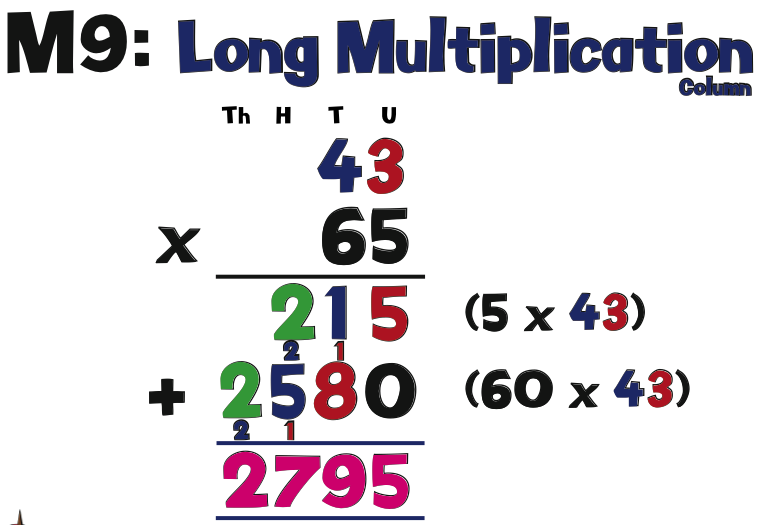 M9: Long Multiplication
Column
Th H T U
43
x 65
215 (5 x 43)
2 1
+ 2580 (60 x 43)
2 1
2795